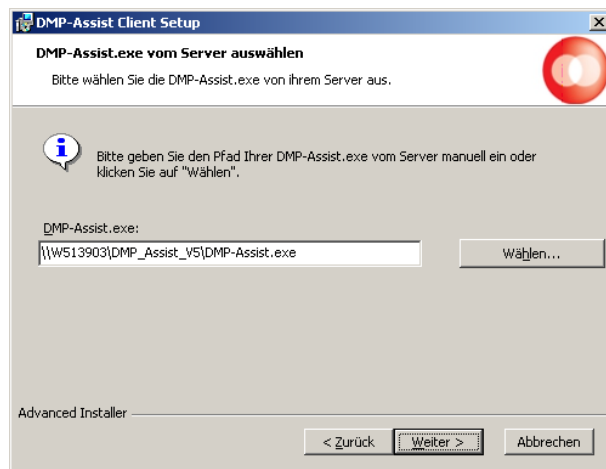 DMP-Assist Client Setup
DMP-Assist.exe vom Server auswählen
Bitte wählen Sie die DMP-Assist.exe von ihrem Server aus.
Bitte geben Sie den Pfad Ihrer DMP-Assist.exe vom Server manuell ein oder
klicken Sie auf "Wählen".
DMP-Assist.exe:
\\W513903\DMP_Assist_V5\DMP-Assist.exe
Wählen...
Advanced Installer
< Zurück
Weiter >
Abbrechen